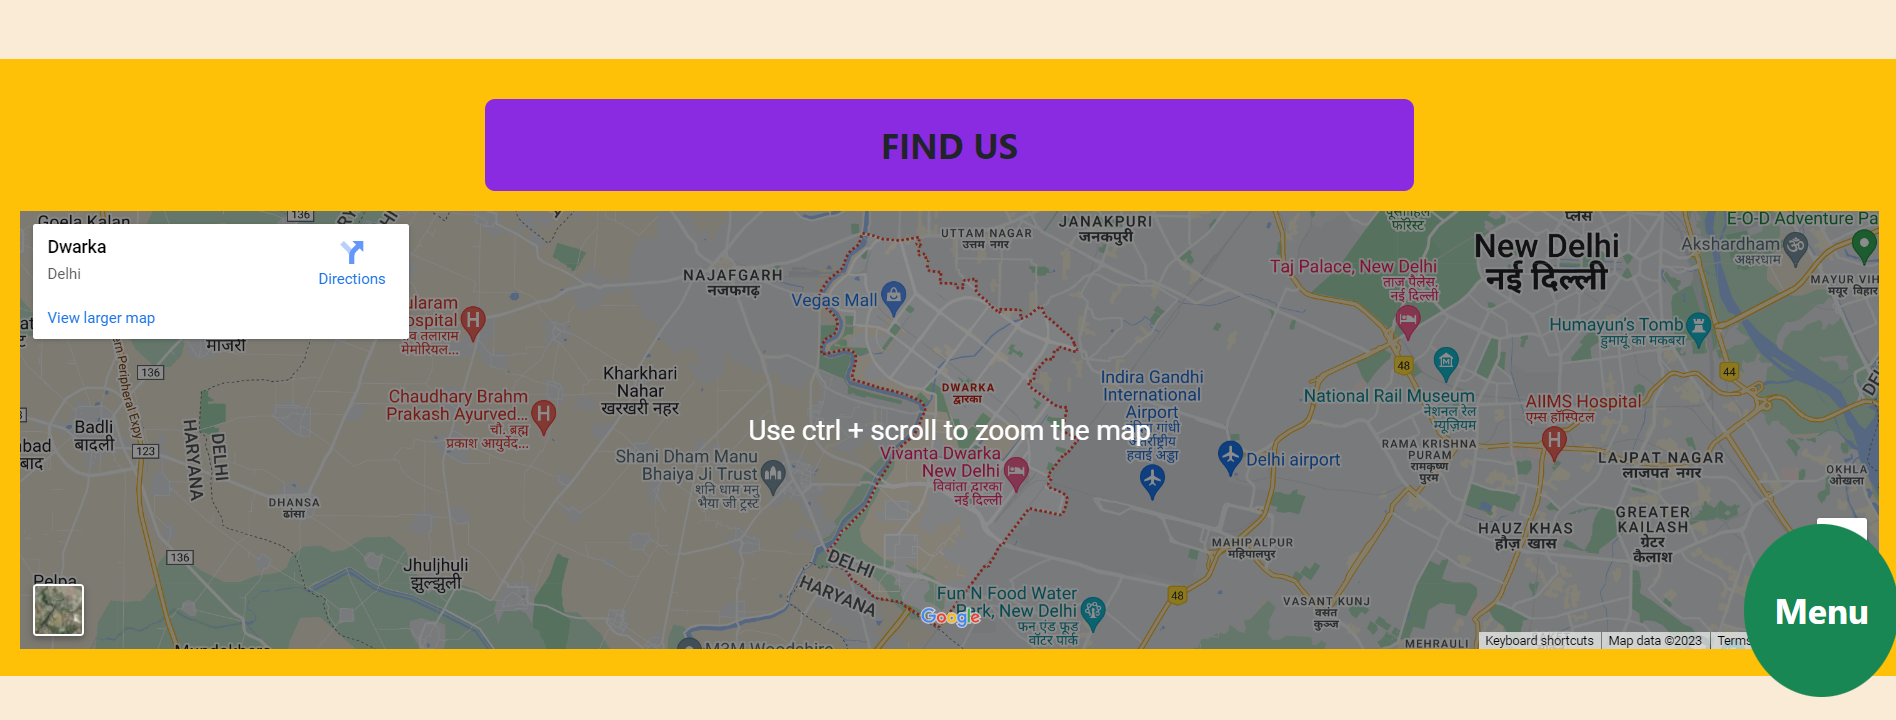 FIND US
Goela Kalan
136
Dwarka
Delhi
Directions
View larger map
JANAKPURI
जनकपुरी
UTTAM NAGAR
उत्तम नगर
NAJAFGARH
नजफगढ़
Vegas Mall
Taj Palace, New Delhi
ताज पैलेस,
नई दिल्ली
New Delhi
नई दिल्ली
E-O-D Adventure Pa
Akshardham
अक्षरधाम
MAYUR VIH
मयूर विहार
Humayun's Tomb
हुमायूं का मकबरा
136
Kharkhari
Nahar
खरखरी नहर
DWARKA
द्वारका
Indira Gandhi
International
Airport
इंदिरा गांधी
अंतर्राष्ट्रीय
हवाई अड्डा
48
44
National Rail Museum
नेशनल रेल
म्यूज़ियम
Chaudhary Brahm
Prakash Ayurved...
चौ. ब्रह्म
प्रकाश आयुर्वेद...
AIIMS Hospital
एम्स हॉस्पिटल
Badli
बादली
123
HARYANA
DELHI
Use ctrl + scroll to zoom the map
Shani Dham Manu
Bhaiya Ji Trust
शनि धाम मनु
भैया जी ट्रस्ट
Vivanta Dwarka
New Delhi
विवांता द्वारका
नई दिल्ली
Delhi airport
RAMA KRISHNA
PURAM
रामकृष्ण
पुरम
LAJPAT NAGAR
लाजपत नगर
OKHLA
ओखला
DHANSA
ढांसा
GREATER
KAILASH
ग्रेटर
कैलाश
HAUZ KHAS
हौज़ खास
MAHIPALPUR
महिपालपुर
136
Jhuljhuli
झुल्झुली
DELHI
HARYANA
Fun N Food Water
Park, New Delhi
फन एंड फूड
वॉटर पार्क
48
VASANT KUNJ
वसंत
कुञ्ज
Google
Menu
MEHRAULI
Keyboard shortcuts
Map data ©2023
Terms